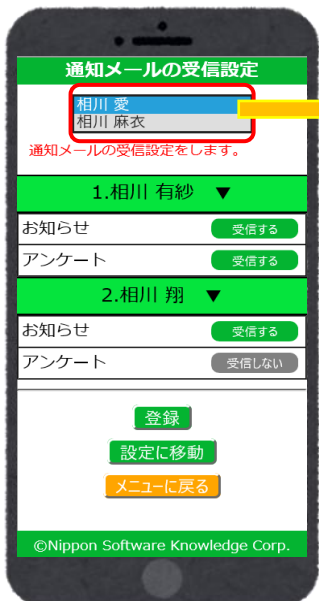 通知メールの受信設定
相川 愛
相川 麻衣
通知メールの受信設定をします。
1.相川 有紗 ▼
お知らせ 受信する
アンケート 受信する
2.相川 翔 ▼
お知らせ 受信する
アンケート 受信しない
登録
設定に移動
メニューに戻る
©Nippon Software Knowledge Corp.